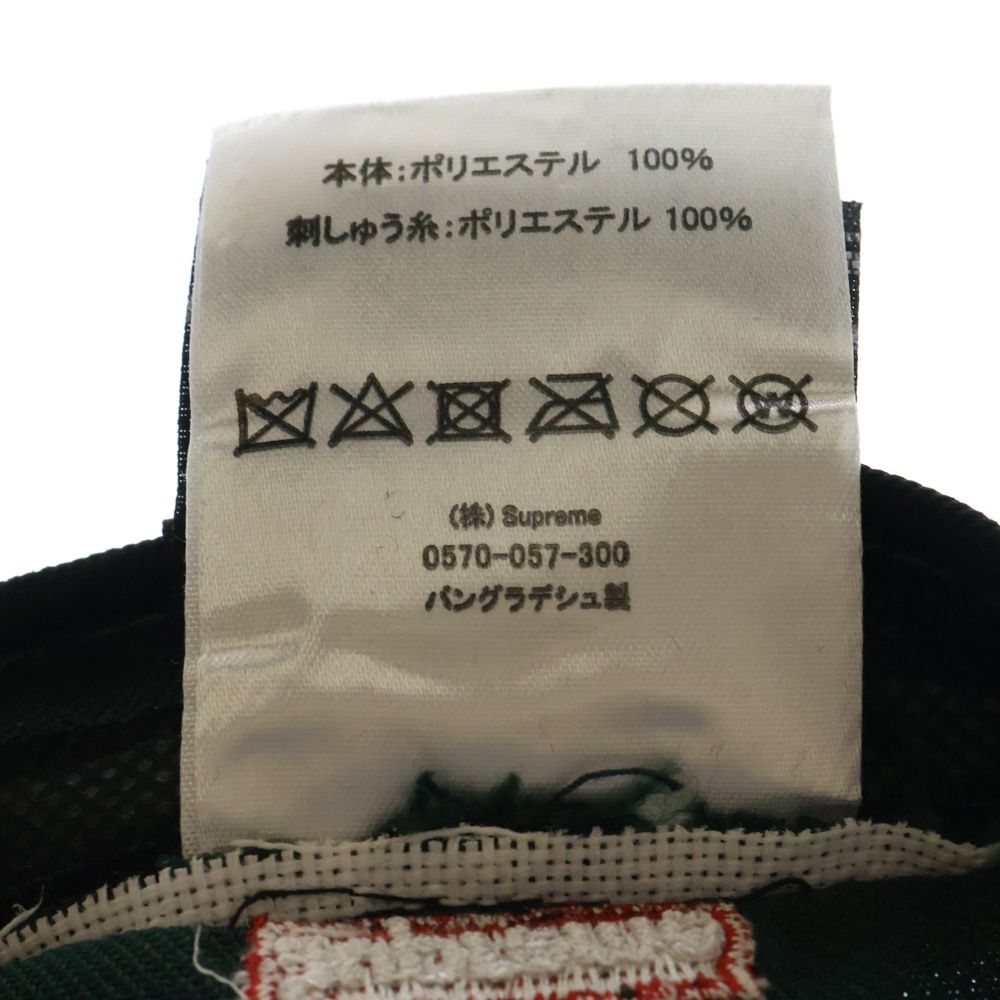 本体:ポリエステル 100%
刺しゅう糸:ポリエステル 100%
W
(株) Supreme
0570-057-300
バングラデシュ製